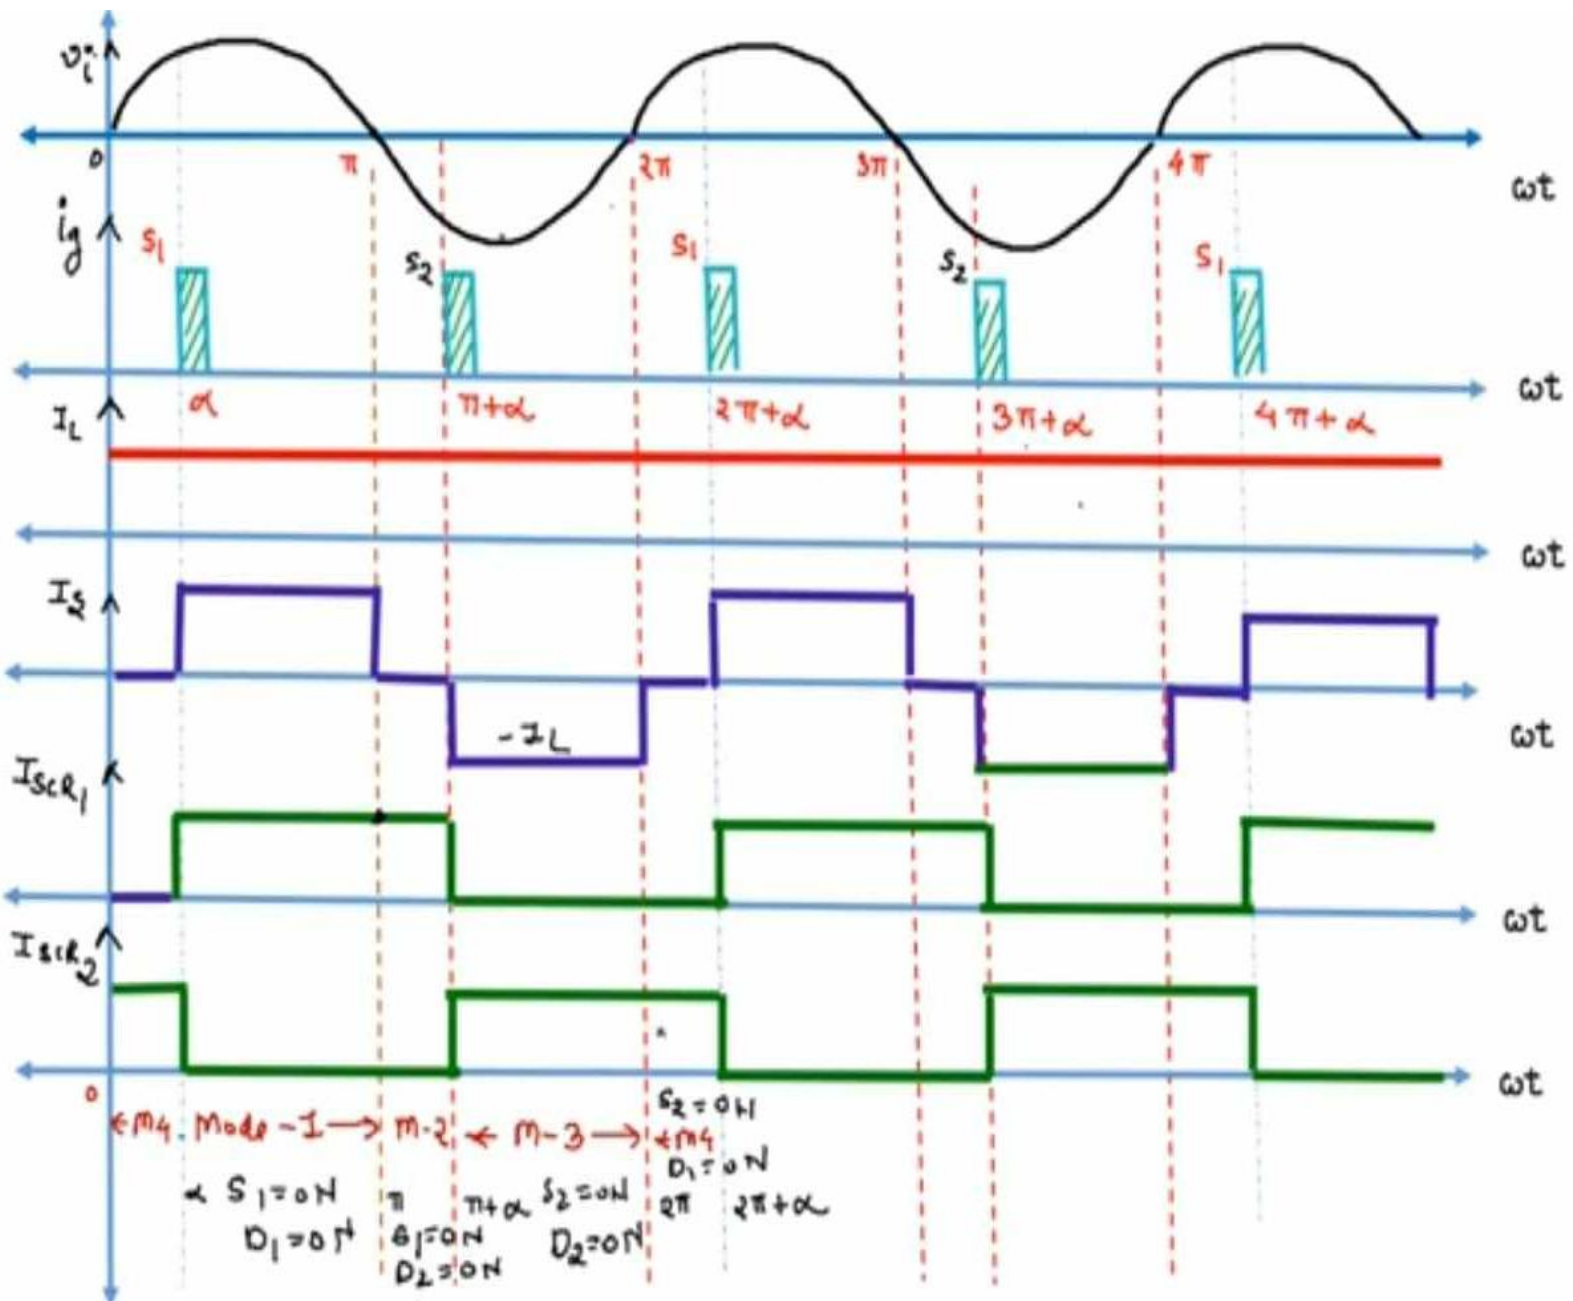 vi
0
π
2π
3π
4π
ωt
ig
S1
S2
S1
S2
S1
α
π+α
2π+α
3π+α
4π+α
ωt
IL
ωt
IS
-IL
ωt
ISCR1
ωt
ISCR2
0
ωt
m4 Mode-1 m-2 m-3 m4
S2=ON
D1=ON
α S1=ON
D1=ON
π
S1=ON
D2=ON
π+α S2=ON
D2=ON
2π 2π+α